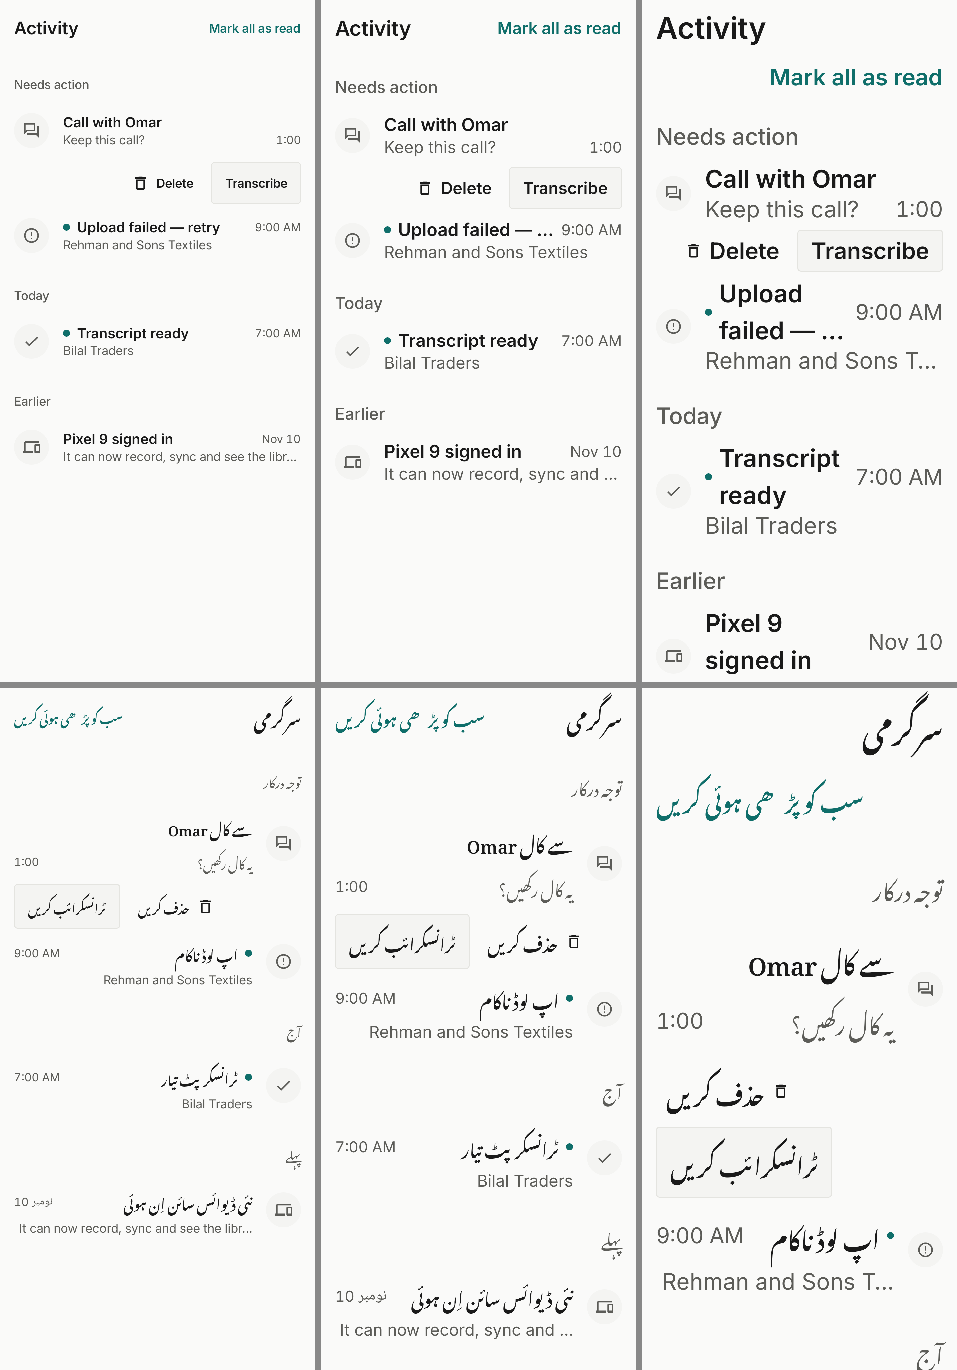 Activity
Mark all as read
Needs action
Call with Omar
Keep this call?
1:00
Delete
Transcribe
Upload failed — retry
9:00 AM
Rehman and Sons Textiles
Today
Transcript ready
7:00 AM
Bilal Traders
Earlier
Pixel 9 signed in
Nov 10
It can now record, sync and see the libr...
Activity
Mark all as read
Needs action
Call with Omar
Keep this call?
1:00
Delete
Transcribe
Upload failed — ...
9:00 AM
Rehman and Sons Textiles
Today
Transcript ready
7:00 AM
Bilal Traders
Earlier
Pixel 9 signed in
Nov 10
It can now record, sync and ...
Activity
Mark all as read
Needs action
Call with Omar
Keep this call?
1:00
Delete
Transcribe
Upload
failed — ...
9:00 AM
Rehman and Sons T...
Today
Transcript
ready
7:00 AM
Bilal Traders
Earlier
Pixel 9
signed in
Nov 10
سرگرمی
سب کو پڑھی ہوئی کریں
توجہ درکار
Omar سے کال
یہ کال رکھیں؟
1:00
حذف کریں
ٹرانسکرائب کریں
اپ لوڈ ناکام
9:00 AM
Rehman and Sons Textiles
آج
ٹرانسکرپٹ تیار
7:00 AM
Bilal Traders
پہلے
نئی ڈیوائس سائن اِن ہوئی
10 نومبر
It can now record, sync and see the libr...
سرگرمی
سب کو پڑھی ہوئی کریں
توجہ درکار
Omar سے کال
یہ کال رکھیں؟
1:00
حذف کریں
ٹرانسکرائب کریں
اپ لوڈ ناکام
9:00 AM
Rehman and Sons Textiles
آج
ٹرانسکرپٹ تیار
7:00 AM
Bilal Traders
پہلے
نئی ڈیوائس سائن اِن ہوئی
10 نومبر
It can now record, sync and ...
سرگرمی
سب کو پڑھی ہوئی کریں
توجہ درکار
Omar سے کال
یہ کال رکھیں؟
1:00
حذف کریں
ٹرانسکرائب کریں
اپ لوڈ ناکام
9:00 AM
Rehman and Sons T...
آج